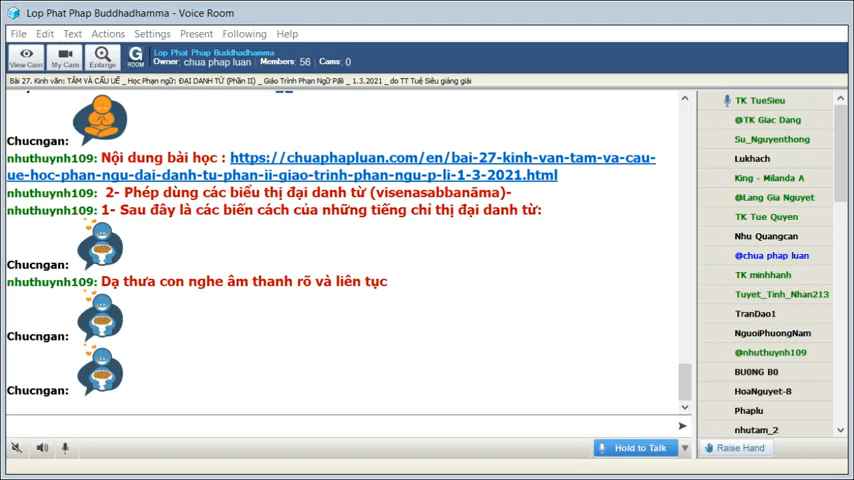 Lop Phat Phap Buddhadhamma - Voice Room
File Edit Text Actions Settings Present Following Help
View Cam My Cam Enlarge G ROOM
Lop Phat Phap Buddhadhamma
Owner: chua phap luan Members: 56 Cams: 0
Bài 27. Kinh văn: TÂM VÀ CẤU UẾ _ Học Phạn ngữ: ĐẠI DANH TỪ (Phần II) _ Giáo Trình Phạn Ngữ Pāli _ 1.3.2021 _ do TT Tuệ Siêu giảng giải
Chucngan:
nhuthuynh109: Nội dung bài học : https://chuaphapluan.com/en/bai-27-kinh-van-tam-va-cau-
ue-hoc-phan-ngu-dai-danh-tu-phan-ii-giao-trinh-phan-ngu-p-li-1-3-2021.html
nhuthuynh109: 2- Phép dùng các biểu thị đại danh từ (visenasabbanāma)-
nhuthuynh109: 1- Sau đây là các biến cách của những tiếng chỉ thị đại danh từ:
Chucngan:
nhuthuynh109: Dạ thưa con nghe âm thanh rõ và liên tục
Chucngan:
Chucngan:
TK TueSieu
@TK Giac Dang
Su_Nguyenthong
Lukhach
King - Milanda A
@Lang Gia Nguyet
TK Tue Quyen
Nhu Quangcan
@chua phap luan
TK minhhanh
Tuyet_Tinh_Nhan213
TranDao1
NguoiPhuongNam
@nhuthuynh109
BU0NG B0
HoaNguyet-8
Phaplu
nhutam_2
Hold to Talk
Raise Hand